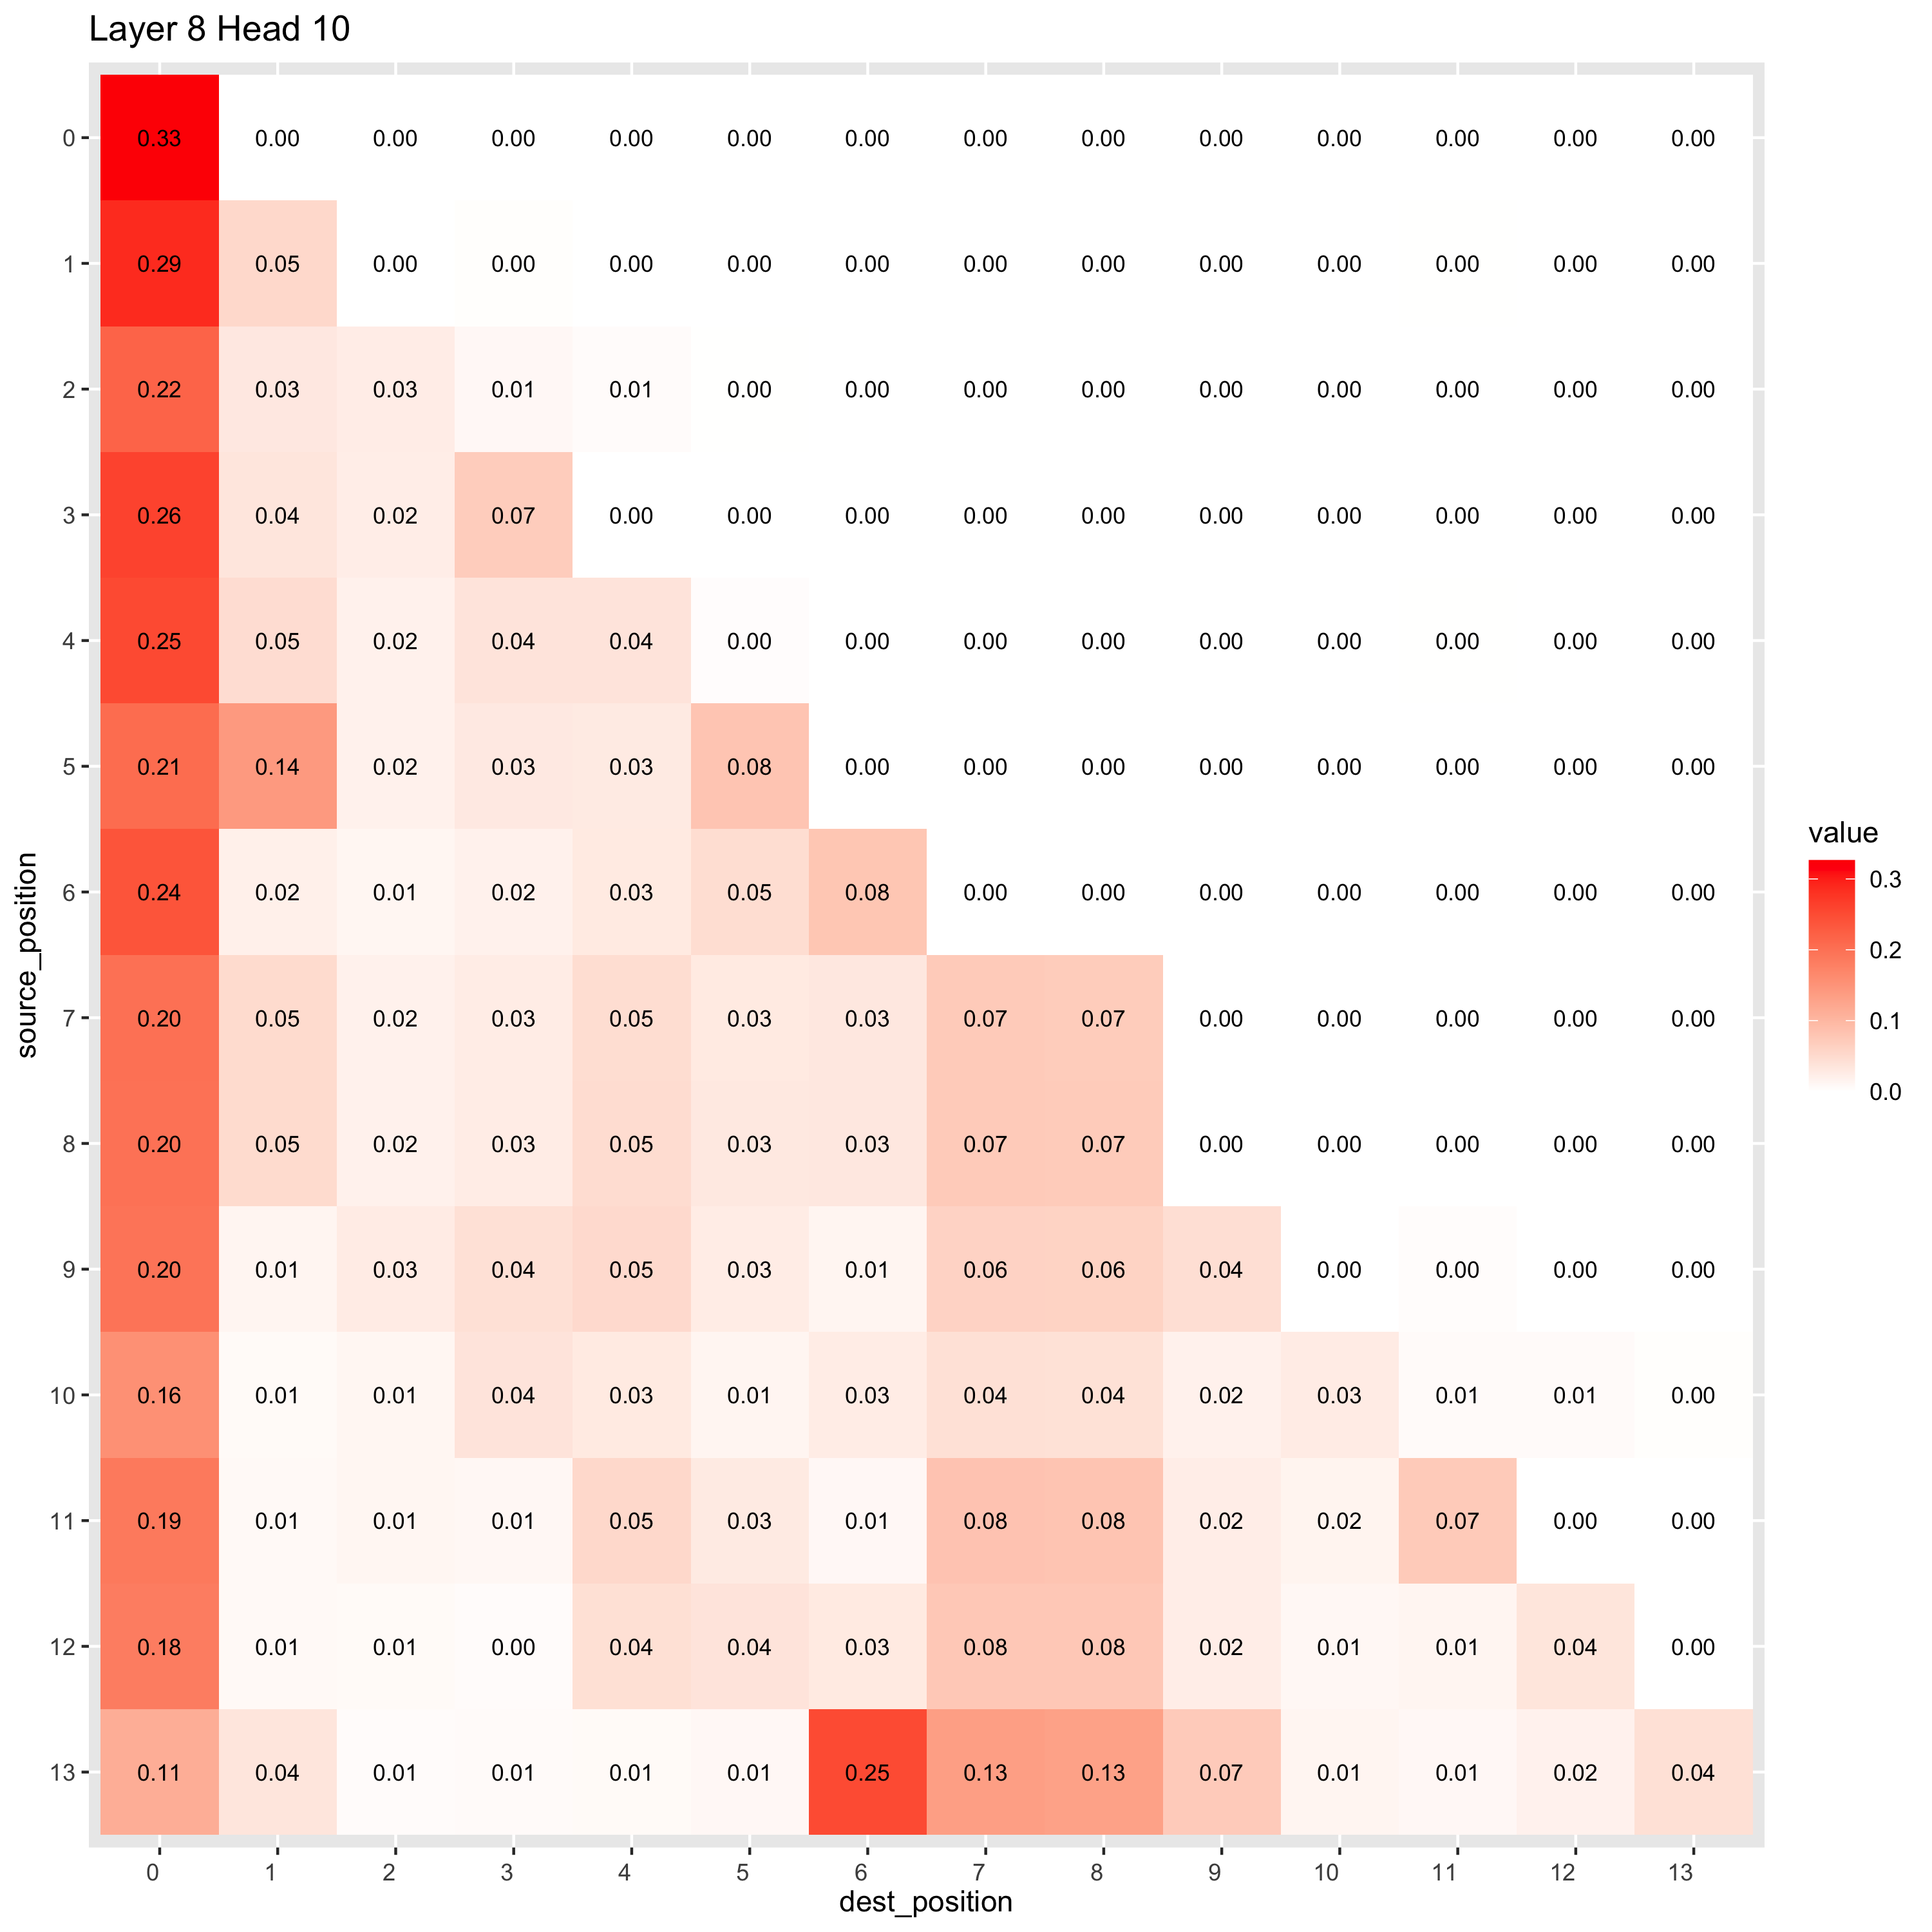 Layer 8 Head 10
0 0.33 0.00 0.00 0.00 0.00 0.00 0.00 0.00 0.00 0.00 0.00 0.00 0.00 0.00
1 0.29 0.05 0.00 0.00 0.00 0.00 0.00 0.00 0.00 0.00 0.00 0.00 0.00 0.00
2 0.22 0.03 0.03 0.01 0.01 0.00 0.00 0.00 0.00 0.00 0.00 0.00 0.00 0.00
3 0.26 0.04 0.02 0.07 0.00 0.00 0.00 0.00 0.00 0.00 0.00 0.00 0.00 0.00
4 0.25 0.05 0.02 0.04 0.04 0.00 0.00 0.00 0.00 0.00 0.00 0.00 0.00 0.00
5 0.21 0.14 0.02 0.03 0.03 0.08 0.00 0.00 0.00 0.00 0.00 0.00 0.00 0.00
6 0.24 0.02 0.01 0.02 0.03 0.05 0.08 0.00 0.00 0.00 0.00 0.00 0.00 0.00
7 0.20 0.05 0.02 0.03 0.05 0.03 0.03 0.07 0.07 0.00 0.00 0.00 0.00 0.00
8 0.20 0.05 0.02 0.03 0.05 0.03 0.03 0.07 0.07 0.00 0.00 0.00 0.00 0.00
9 0.20 0.01 0.03 0.04 0.05 0.03 0.01 0.06 0.06 0.04 0.00 0.00 0.00 0.00
10 0.16 0.01 0.01 0.04 0.03 0.01 0.03 0.04 0.04 0.02 0.03 0.01 0.01 0.00
11 0.19 0.01 0.01 0.01 0.05 0.03 0.01 0.08 0.08 0.02 0.02 0.07 0.00 0.00
12 0.18 0.01 0.01 0.00 0.04 0.04 0.03 0.08 0.08 0.02 0.01 0.01 0.04 0.00
13 0.11 0.04 0.01 0.01 0.01 0.01 0.25 0.13 0.13 0.07 0.01 0.01 0.02 0.04
0 1 2 3 4 5 6 7 8 9 10 11 12 13
dest_position
source_position
value
0.3
0.2
0.1
0.0